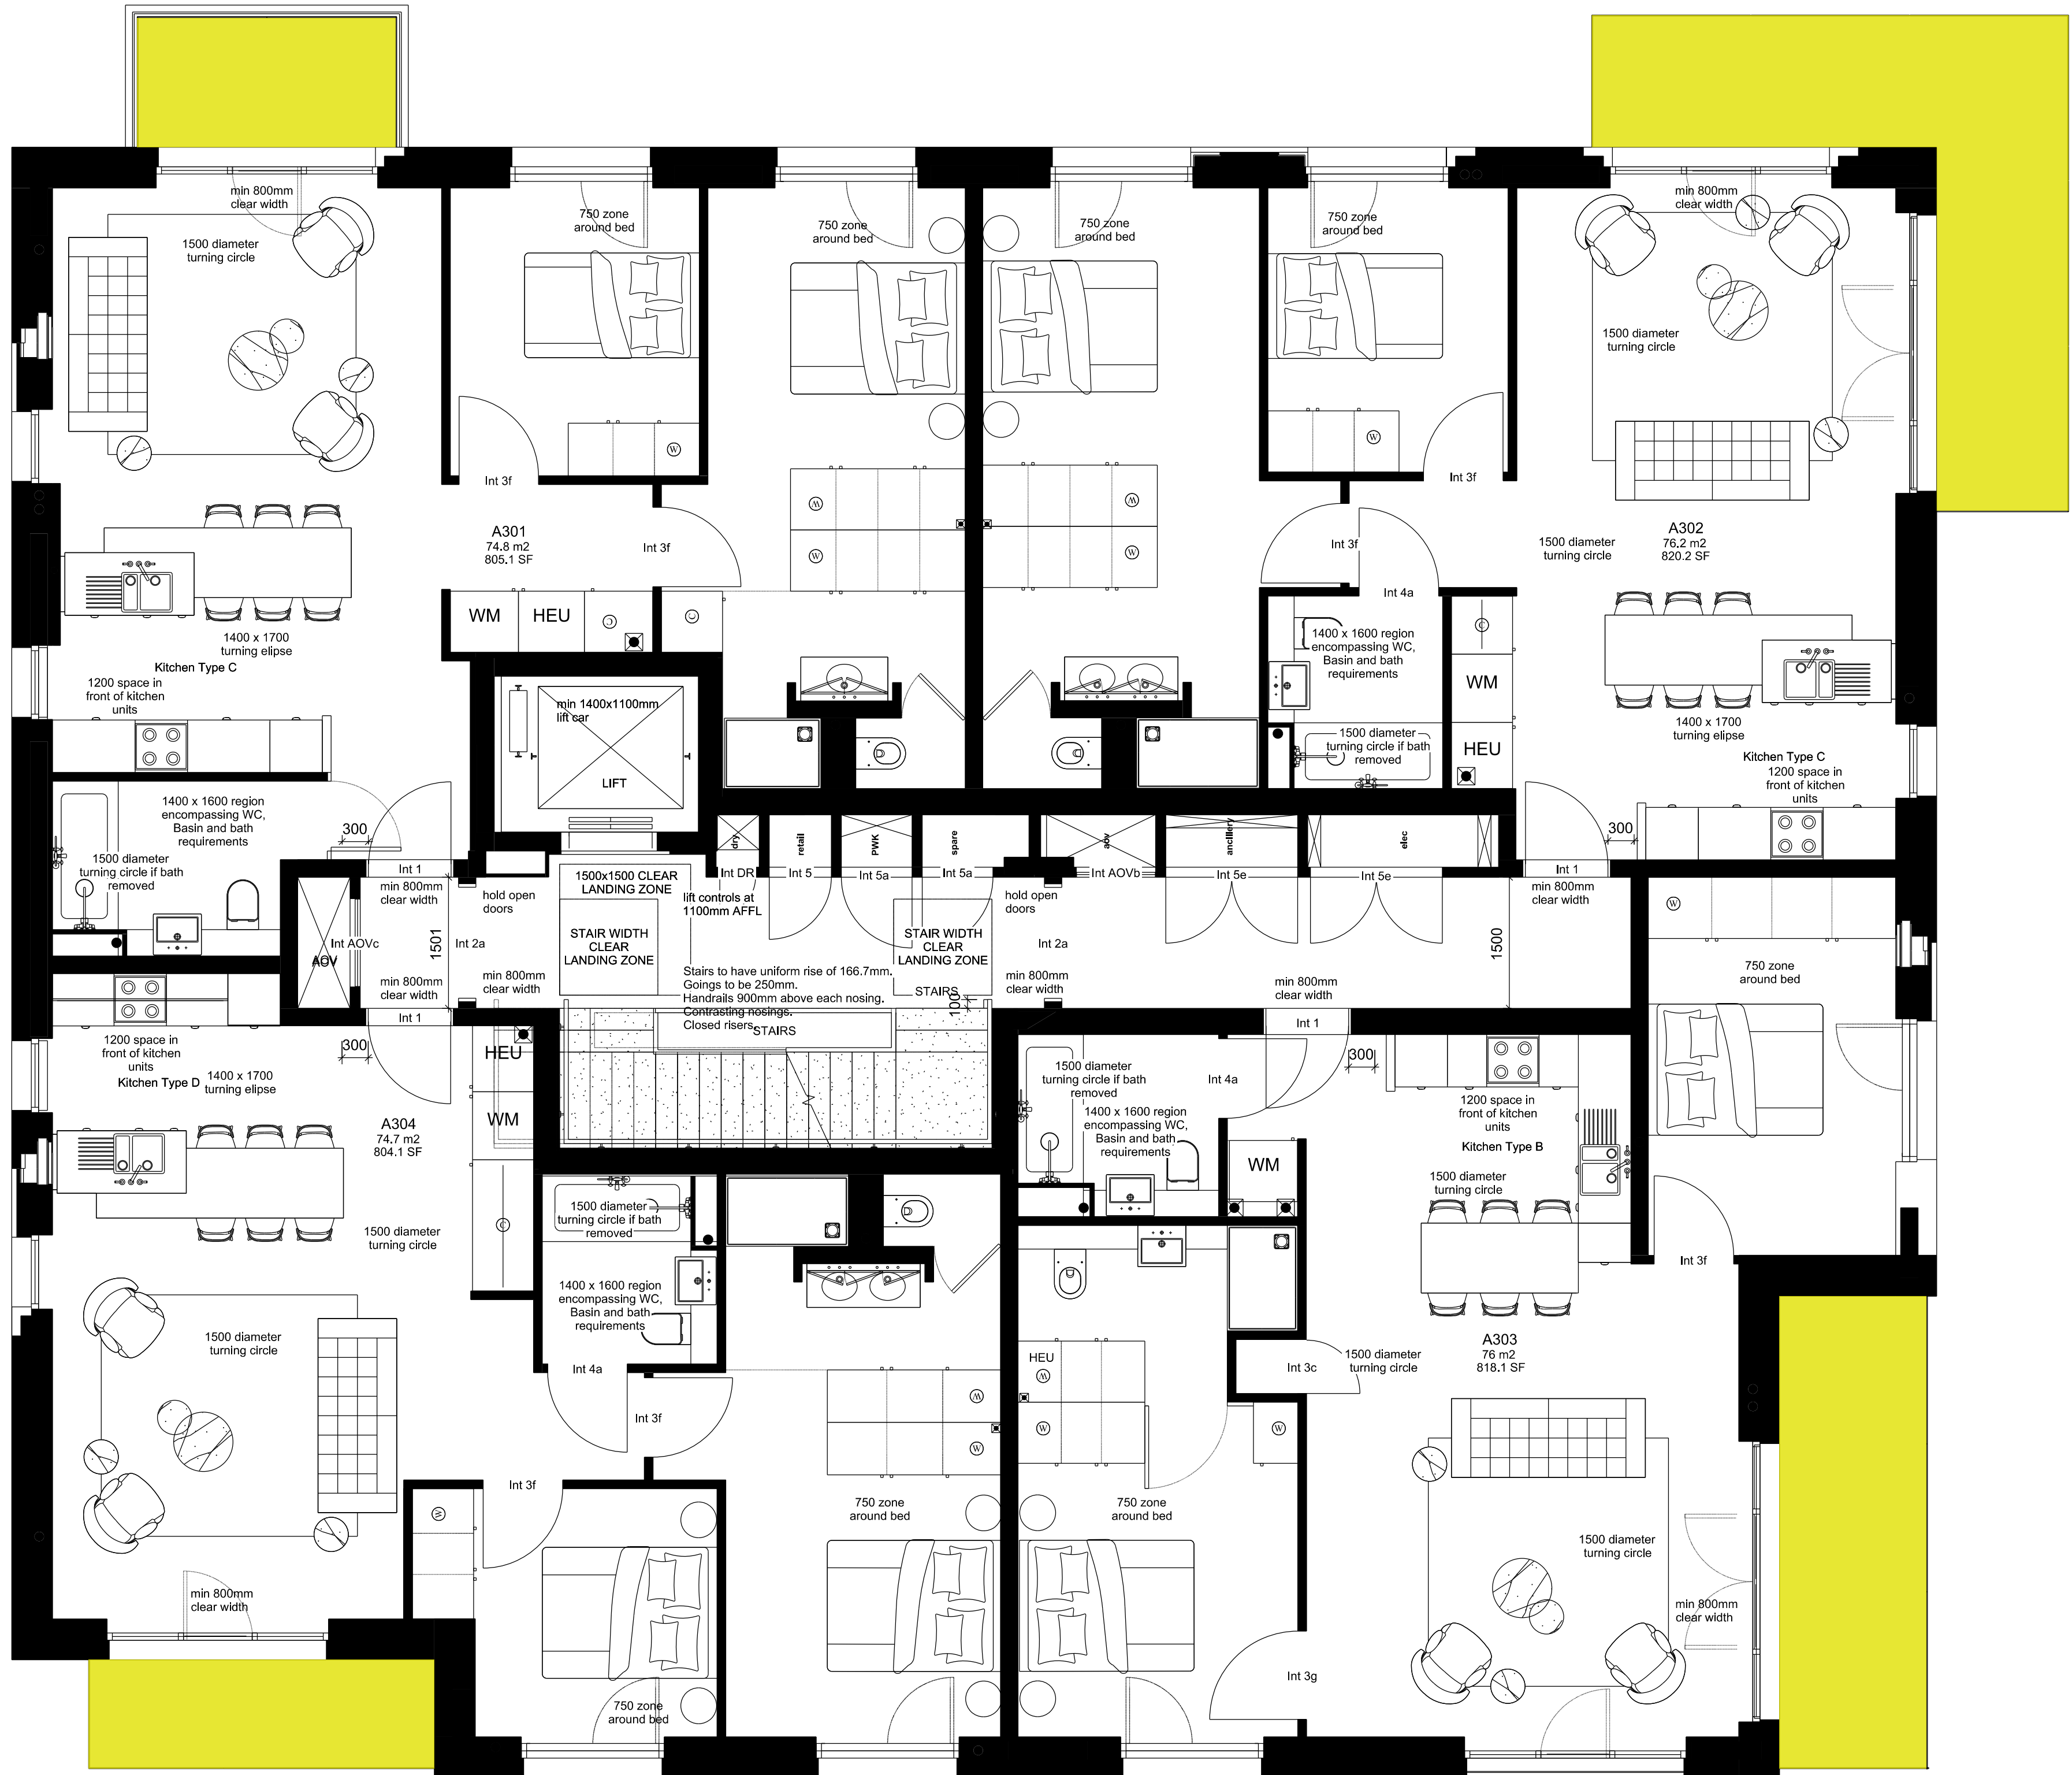 min 800mm
clear width
1500 diameter
turning circle
750 zone
around bed
750 zone
around bed
750 zone
around bed
750 zone
around bed
min 800mm
clear width
1500 diameter
turning circle
W
W
Int 3f
Int 3f
A301
74.8 m2
805.1 SF
Int 3f
W
W
W
W
Int 3f
1500 diameter
turning circle
A302
76.2 m2
820.2 SF
Int 4a
WM
HEU
C
C
1400 x 1700
turning elipse
Kitchen Type C
1200 space in
front of kitchen
units
min 1400x1100mm
lift car
LIFT
1400 x 1600 region
encompassing WC,
Basin and bath
requirements
1500 diameter
turning circle if bath
removed
C
WM
HEU
1400 x 1700
turning elipse
Kitchen Type C
1200 space in
front of kitchen
units
1400 x 1600 region
encompassing WC,
Basin and bath
requirements
1500 diameter
turning circle if bath
removed
300
dry
retail
PWK
spare
aov
ancillery
elec
300
Int 1
min 800mm
clear width
hold open
doors
1500x1500 CLEAR
LANDING ZONE
Int DR
lift controls at
1100mm AFFL
Int 5
Int 5a
Int 5a
hold open
doors
Int AOVb
Int 5e
Int 5e
Int 1
min 800mm
clear width
W
AOV
Int AOVc
1501
Int 2a
STAIR WIDTH
CLEAR
LANDING ZONE
STAIR WIDTH
CLEAR
LANDING ZONE
Int 2a
1500
min 800mm
clear width
min 800mm
clear width
Stairs to have uniform rise of 166.7mm.
Goings to be 250mm.
Handrails 900mm above each nosing.
Contrasting nosings.
Closed risers.
STAIRS
100
STAIRS
min 800mm
clear width
min 800mm
clear width
750 zone
around bed
Int 1
300
Int 1
300
1200 space in
front of kitchen
units
Kitchen Type D
1400 x 1700
turning elipse
A304
74.7 m2
804.1 SF
HEU
WM
C
1500 diameter
turning circle if bath
removed
1400 x 1600 region
encompassing WC,
Basin and bath
requirements
Int 4a
WM
1200 space in
front of kitchen
units
Kitchen Type B
1500 diameter
turning circle
1500 diameter
turning circle
1500 diameter
turning circle if bath
removed
1400 x 1600 region
encompassing WC,
Basin and bath
requirements
Int 3f
1500 diameter
turning circle
Int 4a
Int 3f
W
W
HEU
W
W
Int 3c
W
1500 diameter
turning circle
A303
76 m2
818.1 SF
Int 3f
W
750 zone
around bed
750 zone
around bed
1500 diameter
turning circle
min 800mm
clear width
min 800mm
clear width
750 zone
around bed
Int 3g